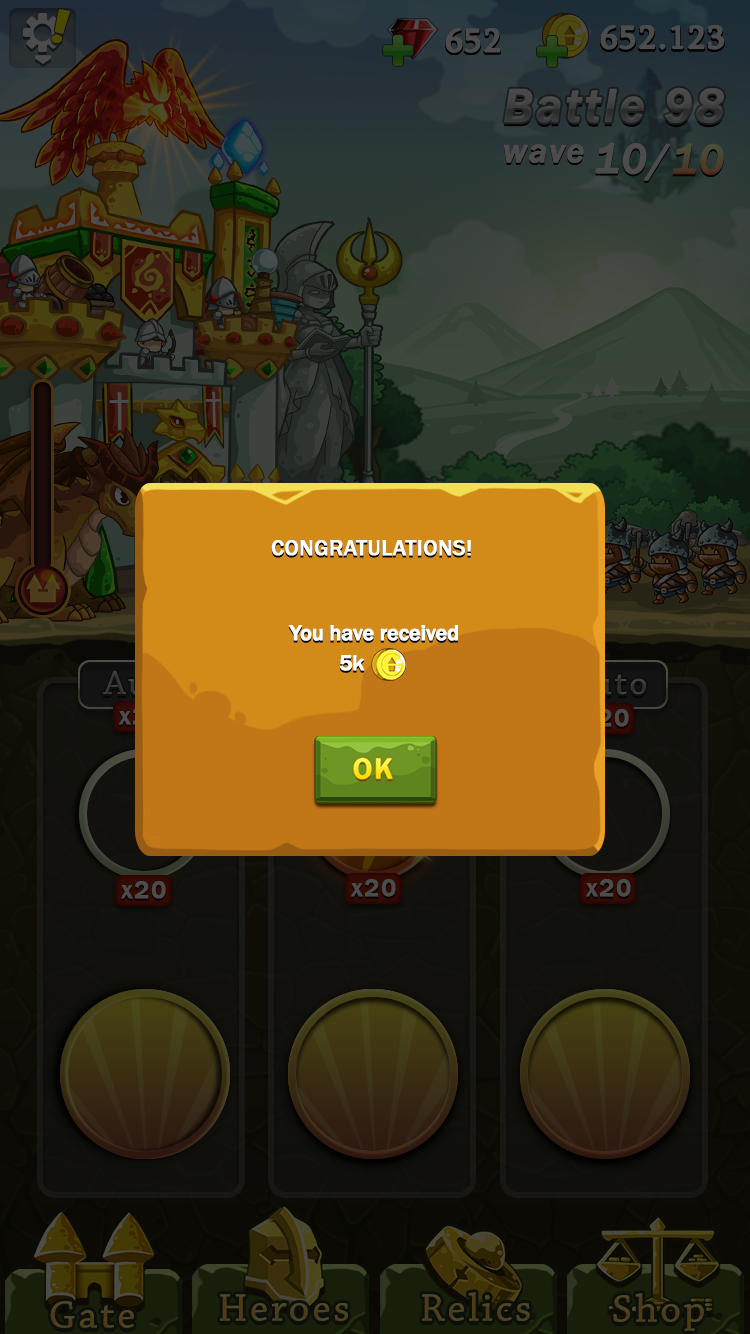 652
652.123
Battle 98
wave 10/10
CONGRATULATIONS!
You have received
5k
OK
x20
x20
x20
Gate
Heroes
Relics
Shop